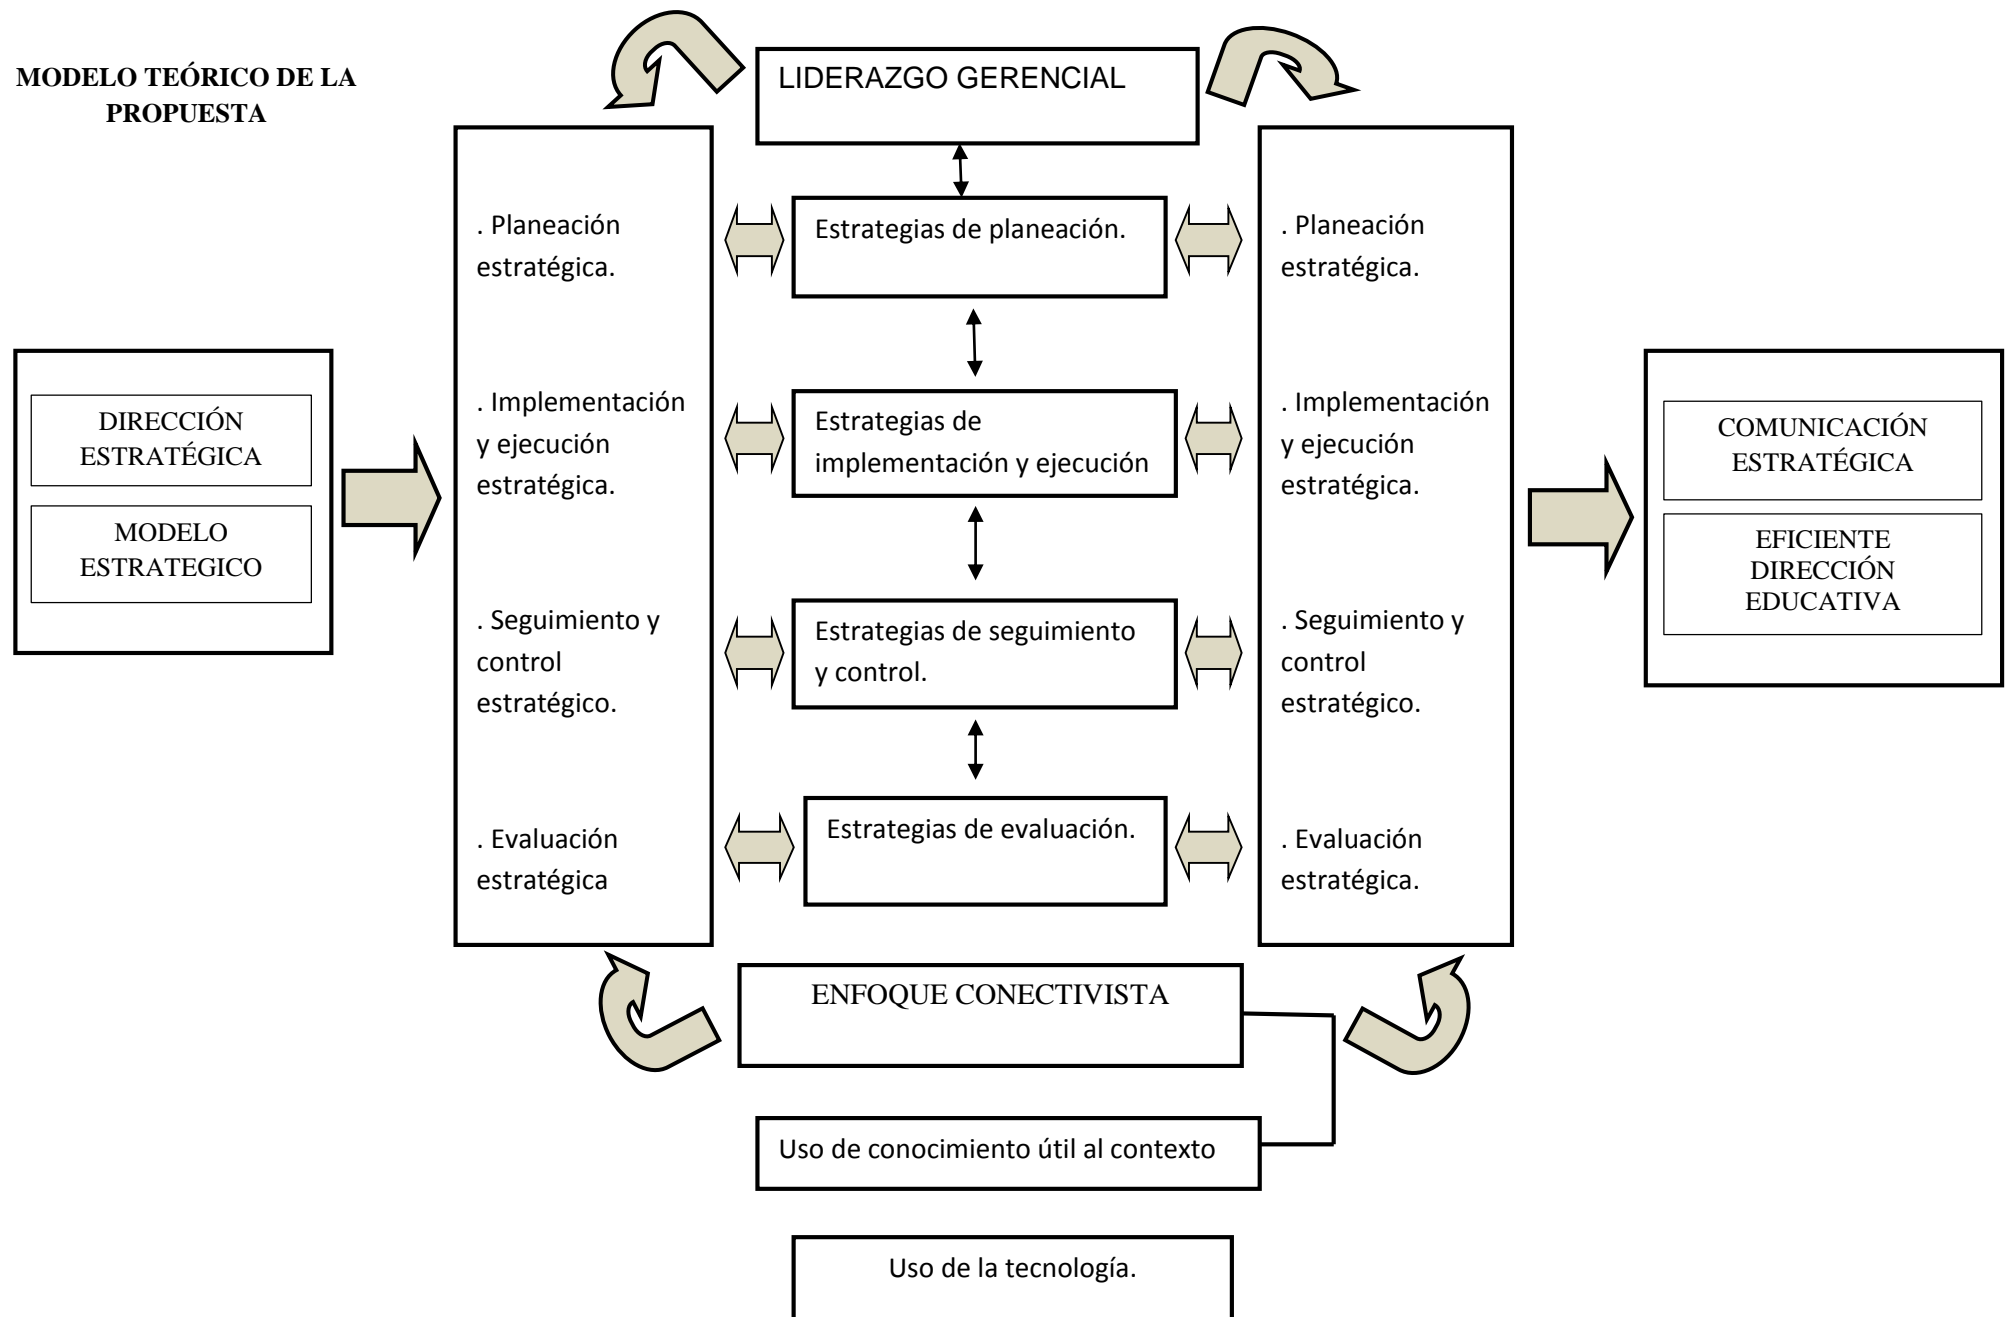 MODELO TEÓRICO DE LA
PROPUESTA
LIDERAZGO GERENCIAL
DIRECCIÓN
ESTRATÉGICA
MODELO
ESTRATEGICO
. Planeación
estratégica.
. Implementación
y ejecución
estratégica.
. Seguimiento y
control
estratégico.
. Evaluación
estratégica
Estrategias de planeación.
Estrategias de
implementación y ejecución
Estrategias de seguimiento
y control.
Estrategias de evaluación.
. Planeación
estratégica.
. Implementación
y ejecución
estratégica.
. Seguimiento y
control
estratégico.
. Evaluación
estratégica.
COMUNICACIÓN
ESTRATÉGICA
EFICIENTE
DIRECCIÓN
EDUCATIVA
ENFOQUE CONECTIVISTA
Uso de conocimiento útil al contexto
Uso de la tecnología.